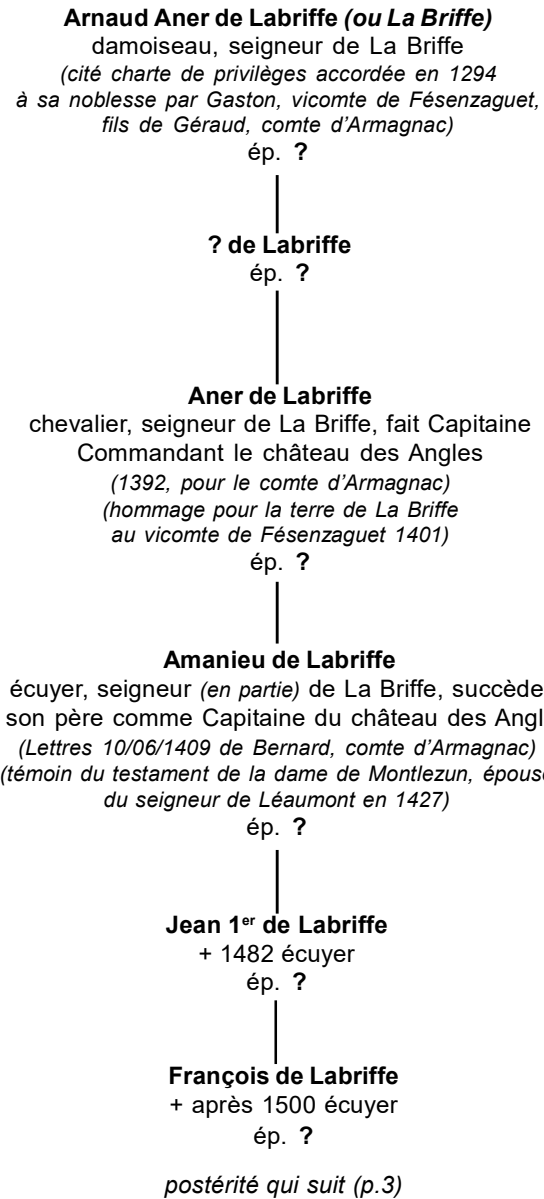 Arnaud Aner de Labriffe (ou La Briffe)
damoiseau, seigneur de La Briffe
(cité charte de privilèges accordée en 1294
à sa noblesse par Gaston, vicomte de Fésenzaguet,
fils de Géraud, comte d’Armagnac)
ép. ?
? de Labriffe
ép. ?
Aner de Labriffe
chevalier, seigneur de La Briffe, fait Capitaine
Commandant le château des Angles
(1392, pour le comte d’Armagnac)
(hommage pour la terre de La Briffe
au vicomte de Fésenzaguet 1401)
ép. ?
Amanieu de Labriffe
écuyer, seigneur (en partie) de La Briffe, succède
son père comme Capitaine du château des Angl
(Lettres 10/06/1409 de Bernard, comte d’Armagnac)
(témoin du testament de la dame de Montlezun, épouse
du seigneur de Léaumont en 1427)
ép. ?
Jean 1er de Labriffe
+ 1482 écuyer
ép. ?
François de Labriffe
+ après 1500 écuyer
ép. ?
postérité qui suit (p.3)